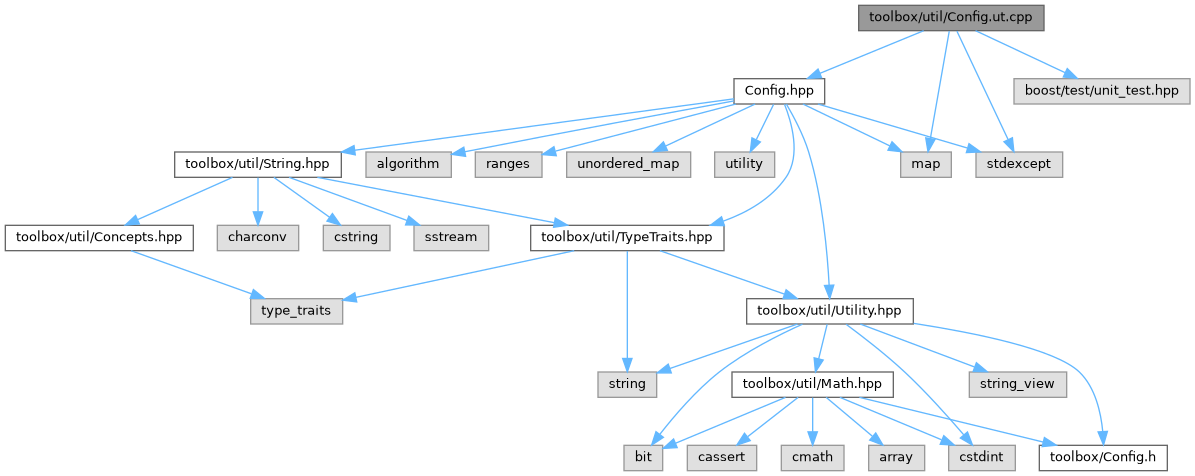 toolbox/util/Config.ut.cpp
Config.hpp
boost/test/unit_test.hpp
toolbox/util/String.hpp
algorithm
ranges
unordered_map
utility
map
stdexcept
toolbox/util/Concepts.hpp
charconv
cstring
sstream
toolbox/util/TypeTraits.hpp
type_traits
toolbox/util/Utility.hpp
string
toolbox/util/Math.hpp
string_view
bit
cassert
cmath
array
cstdint
toolbox/Config.h